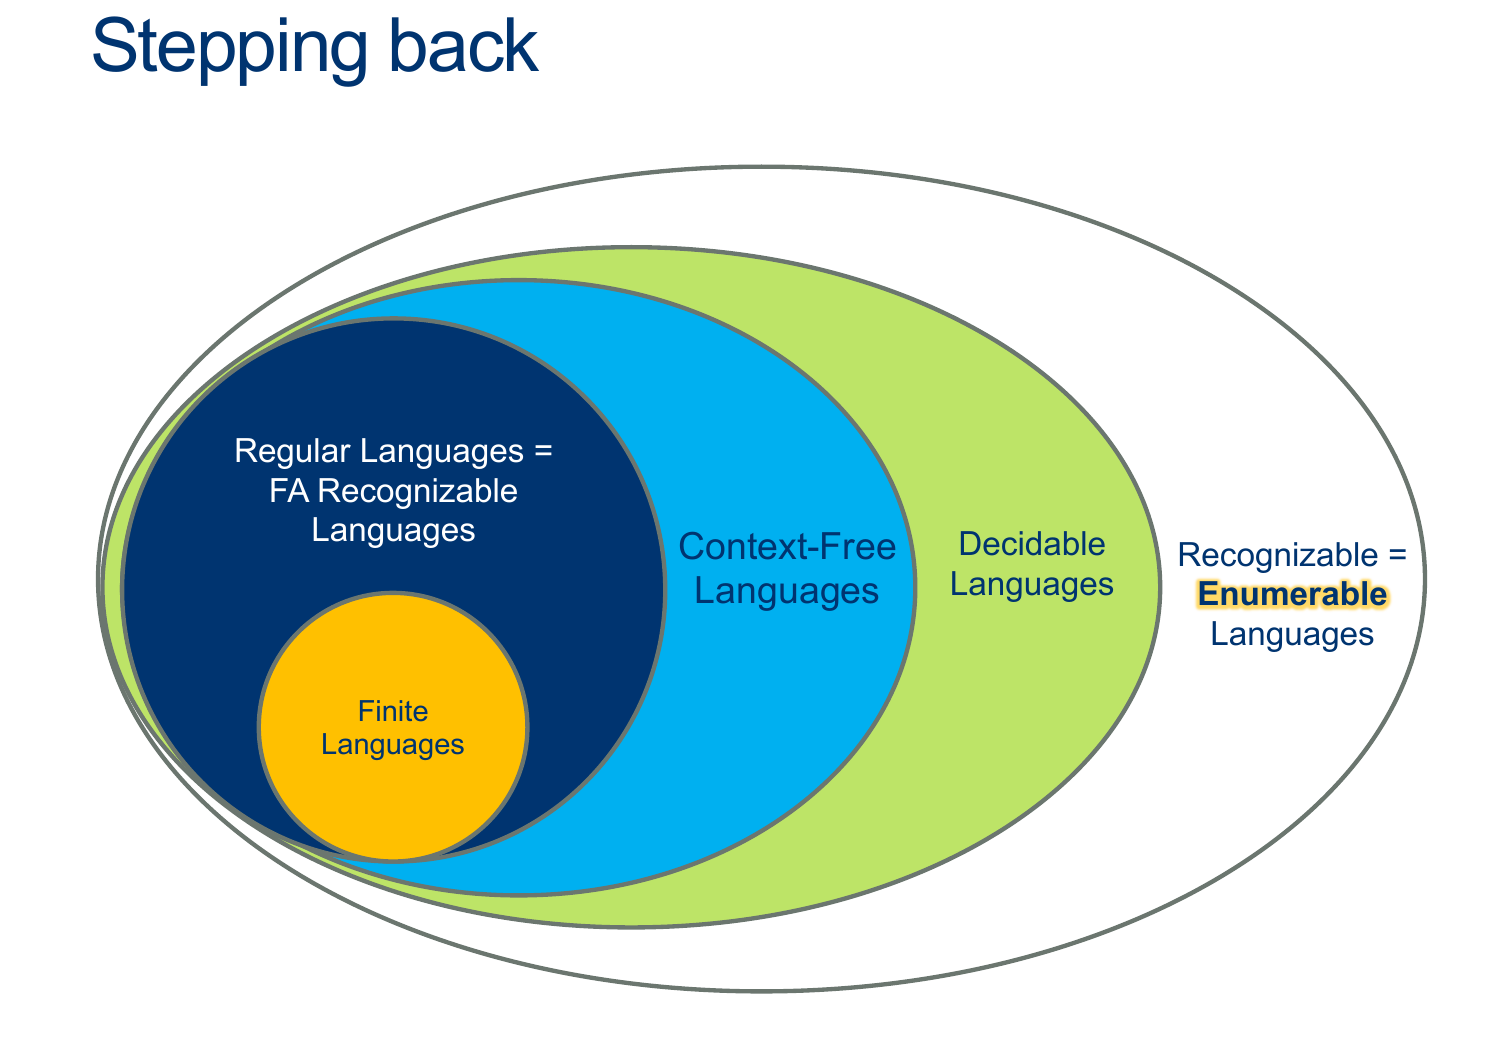 Stepping back
Regular Languages =
FA Recognizable
Languages
Finite
Languages
Context-Free
Languages
Decidable
Languages
Recognizable =
Enumerable
Languages